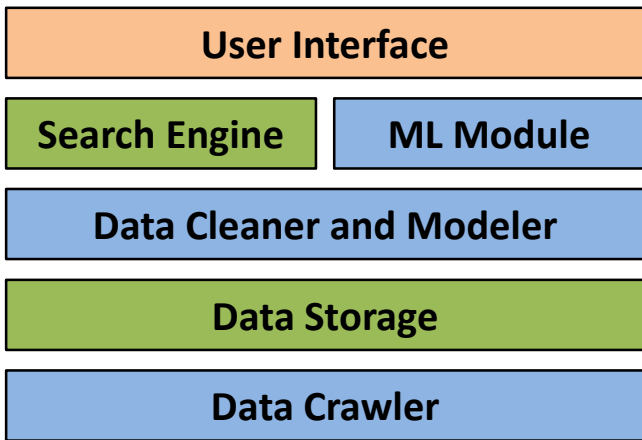 User Interface
Search Engine
ML Module
Data Cleaner and Modeler
Data Storage
Data Crawler